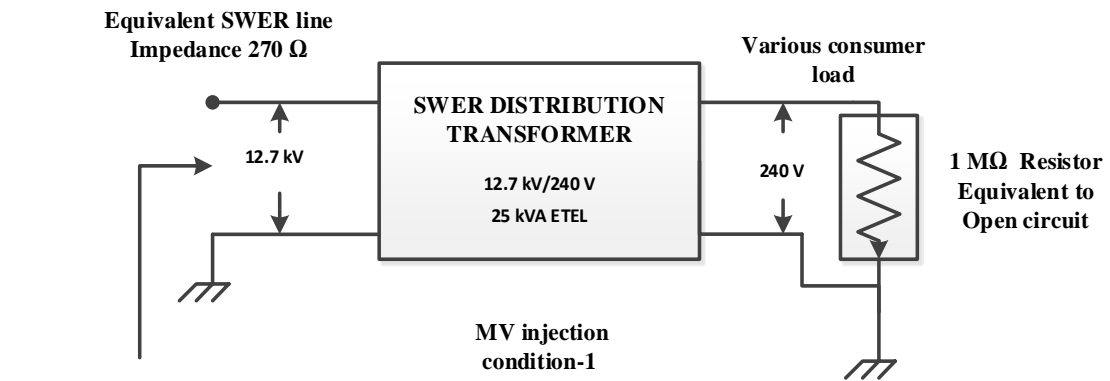 Equivalent SWER line
Impedance 270 Ω
12.7 kV
SWER DISTRIBUTION
TRANSFORMER
12.7 kV/240 V
25 kVA ETEL
Various consumer
load
240 V
1 MΩ Resistor
Equivalent to
Open circuit
MV injection
condition-1